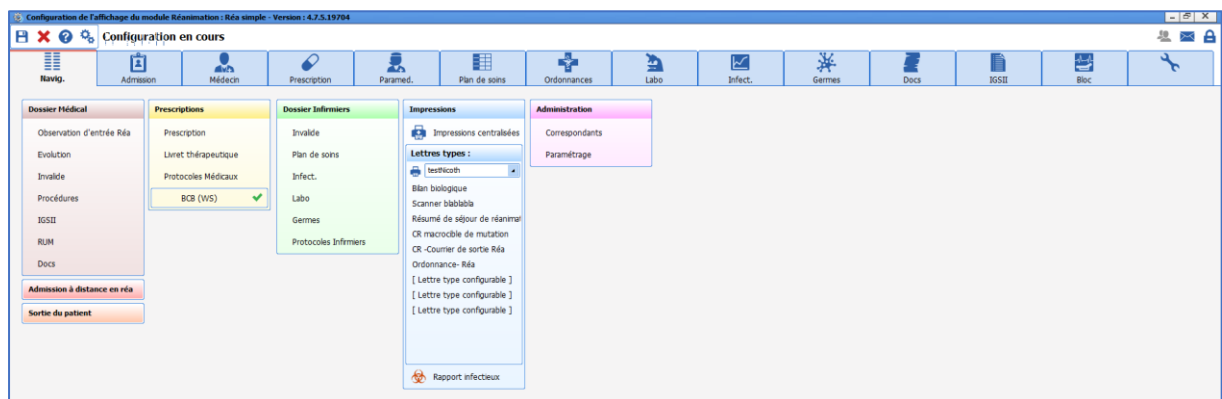 Configuration de l'affichage du module Réanimation : Réa simple - Version : 4.7.5.19704
Configuration en cours
Navig.
Admission
Médecin
Prescription
Paramed.
Plan de soins
Ordonnances
Labo
Infect.
Germes
Docs
IGSII
Bloc
Dossier Médical
Observation d'entrée Réa
Evolution
Invalide
Procédures
IGSII
RUM
Docs
Admission à distance en réa
Sortie du patient
Prescriptions
Prescription
Livret thérapeutique
Protocoles Médicaux
BCB (WS)
Dossier Infirmiers
Invalide
Plan de soins
Infect.
Labo
Germes
Protocoles Infirmiers
Impressions
Impressions centralisées
Lettres types :
testNicoth
Bilan biologique
Scanner blablabla
Résumé de séjour de réanimat
CR macrocible de mutation
CR -Courrier de sortie Réa
Ordonnance- Réa
[ Lettre type configurable ]
[ Lettre type configurable ]
[ Lettre type configurable ]
Rapport infectieux
Administration
Correspondants
Paramétrage